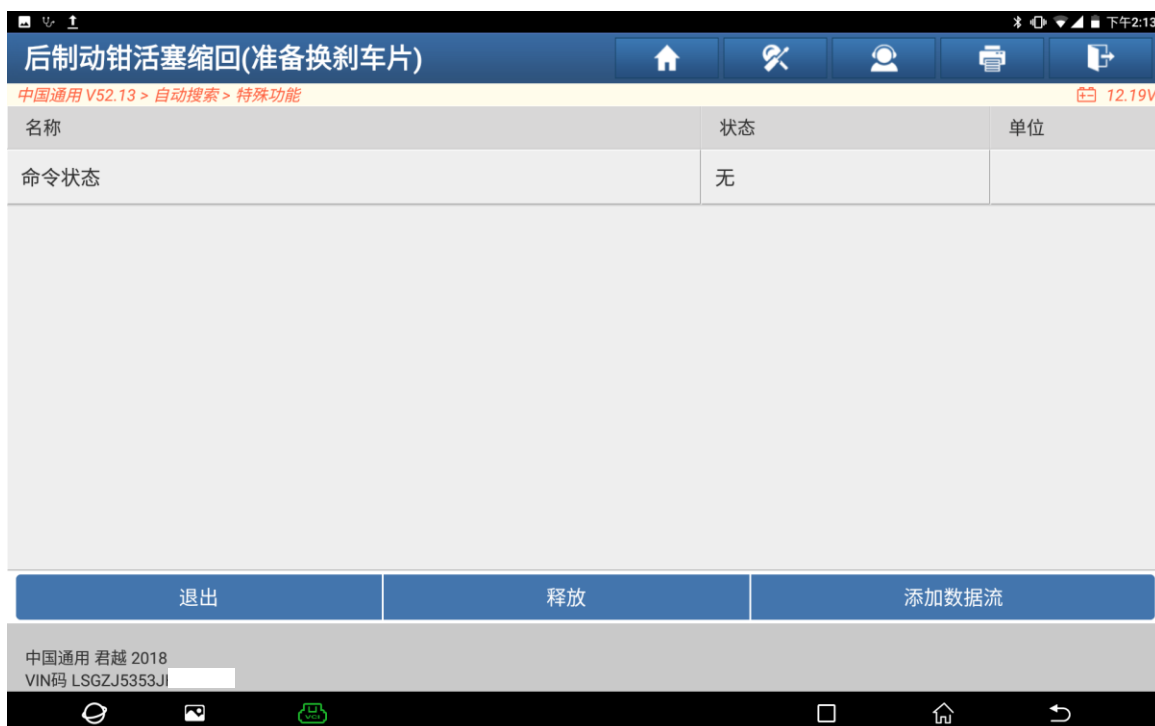 下午2:13
后制动钳活塞缩回(准备换刹车片)
中国通用 V52.13 > 自动搜索 > 特殊功能
12.19V
名称 状态 单位
命令状态 无
退出 释放 添加数据流
中国通用 君越 2018
VIN码 LSGZJ5353J
VCI